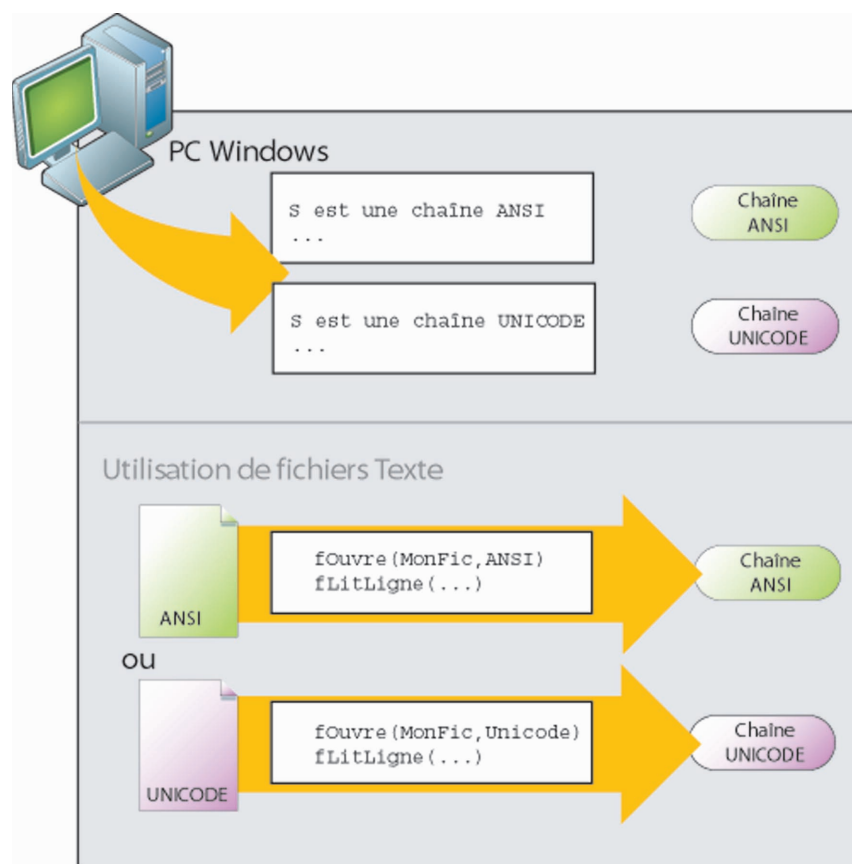 PC Windows
S est une chaîne ANSI
...
Chaîne
ANSI
S est une chaîne UNICODE
...
Chaîne
UNICODE
Utilisation de fichiers Texte
ANSI
fOuvre(MonFic,ANSI)
fLitLigne(...)
Chaîne
ANSI
ou
UNICODE
fOuvre(MonFic,Unicode)
fLitLigne(...)
Chaîne
UNICODE